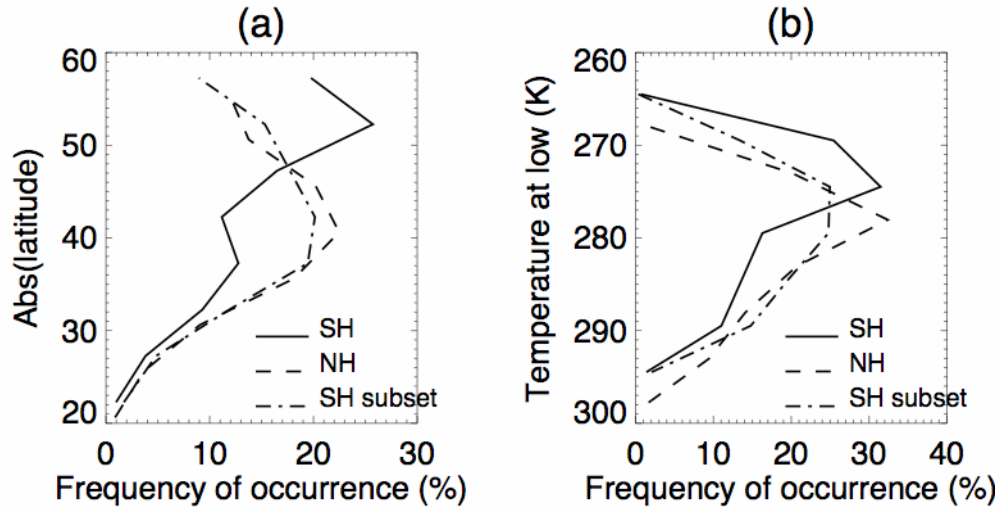 (a)
60
50
40
30
20
Abs(latitude)
SH
NH
SH subset
0 10 20 30
Frequency of occurrence (%)
(b)
260
270
280
290
300
Temperature at low (K)
SH
NH
SH subset
0 10 20 30 40
Frequency of occurrence (%)